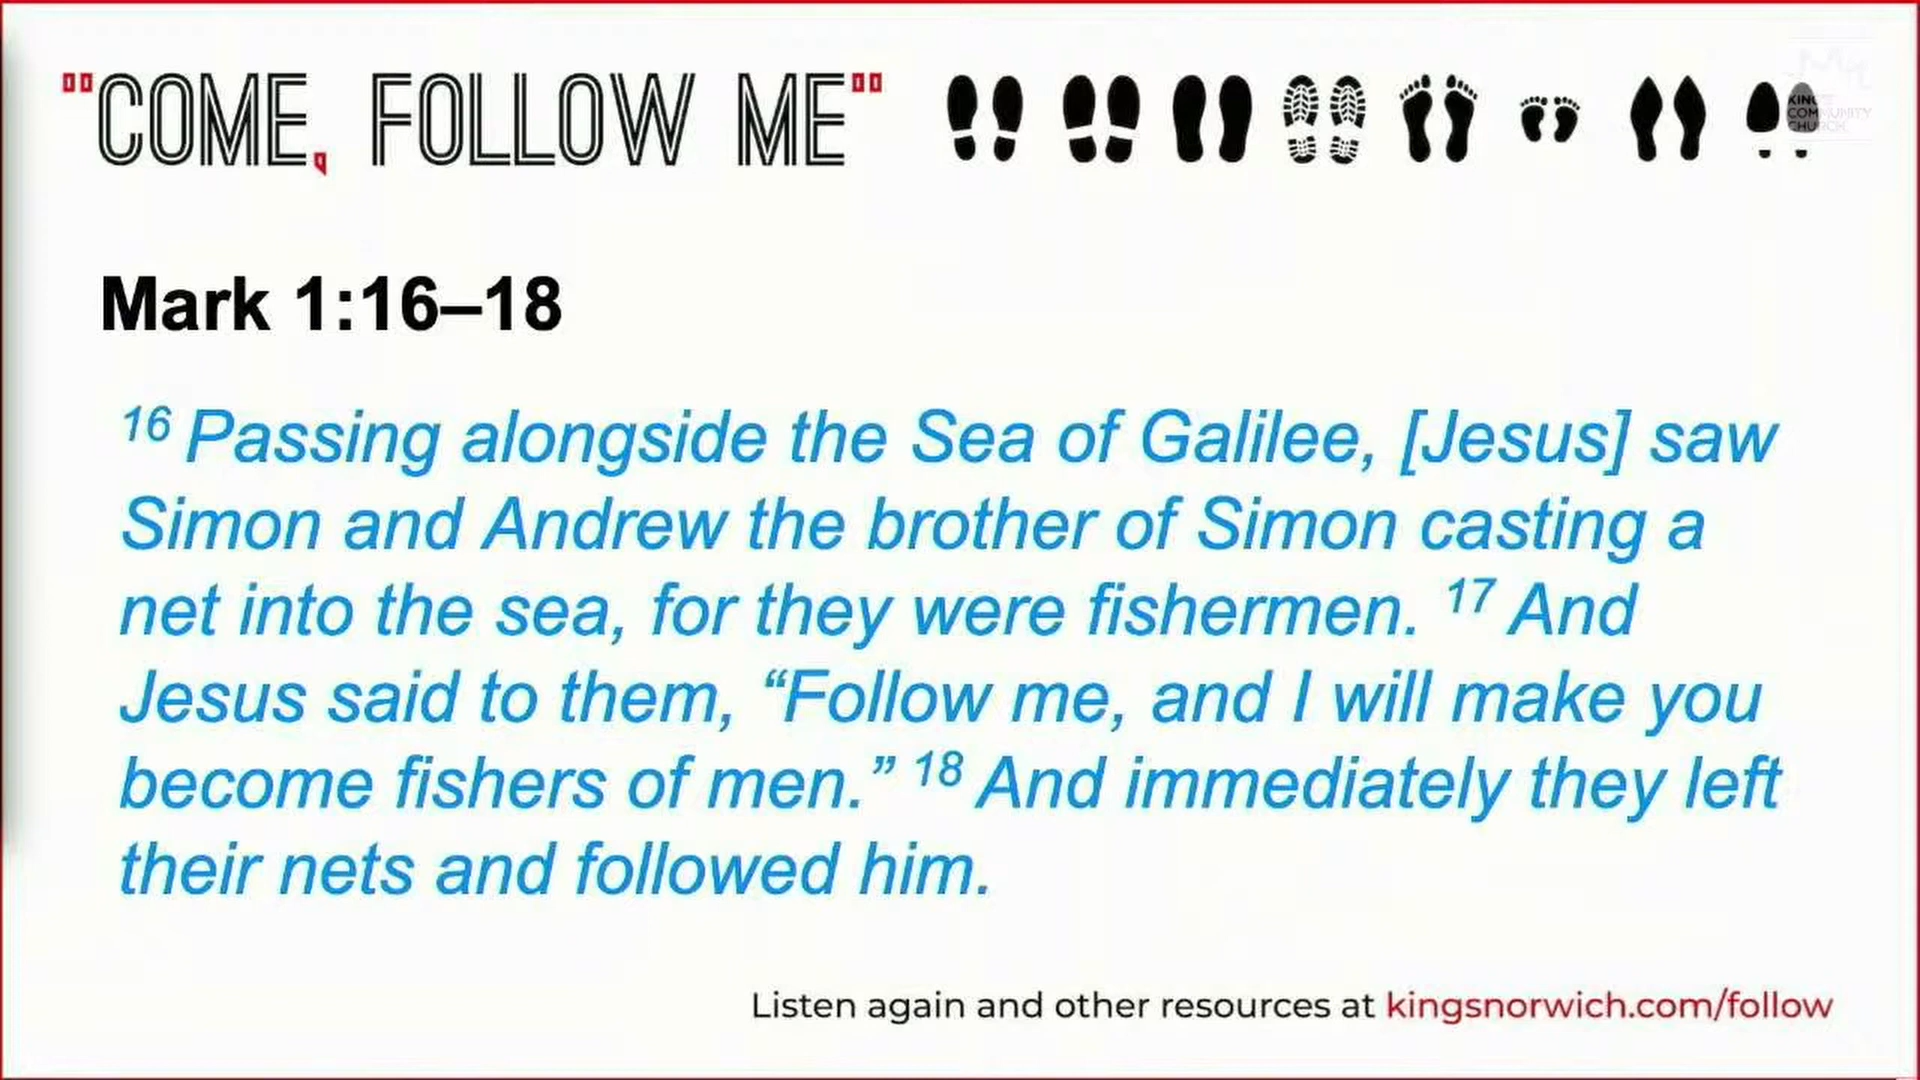 "COME, FOLLOW ME"
KING'S
COMMUNITY
CHURCH
Mark 1:16–18
16 Passing alongside the Sea of Galilee, [Jesus] saw
Simon and Andrew the brother of Simon casting a
net into the sea, for they were fishermen. 17 And
Jesus said to them, “Follow me, and I will make you
become fishers of men.” 18 And immediately they left
their nets and followed him.
Listen again and other resources at kingsnorwich.com/follow